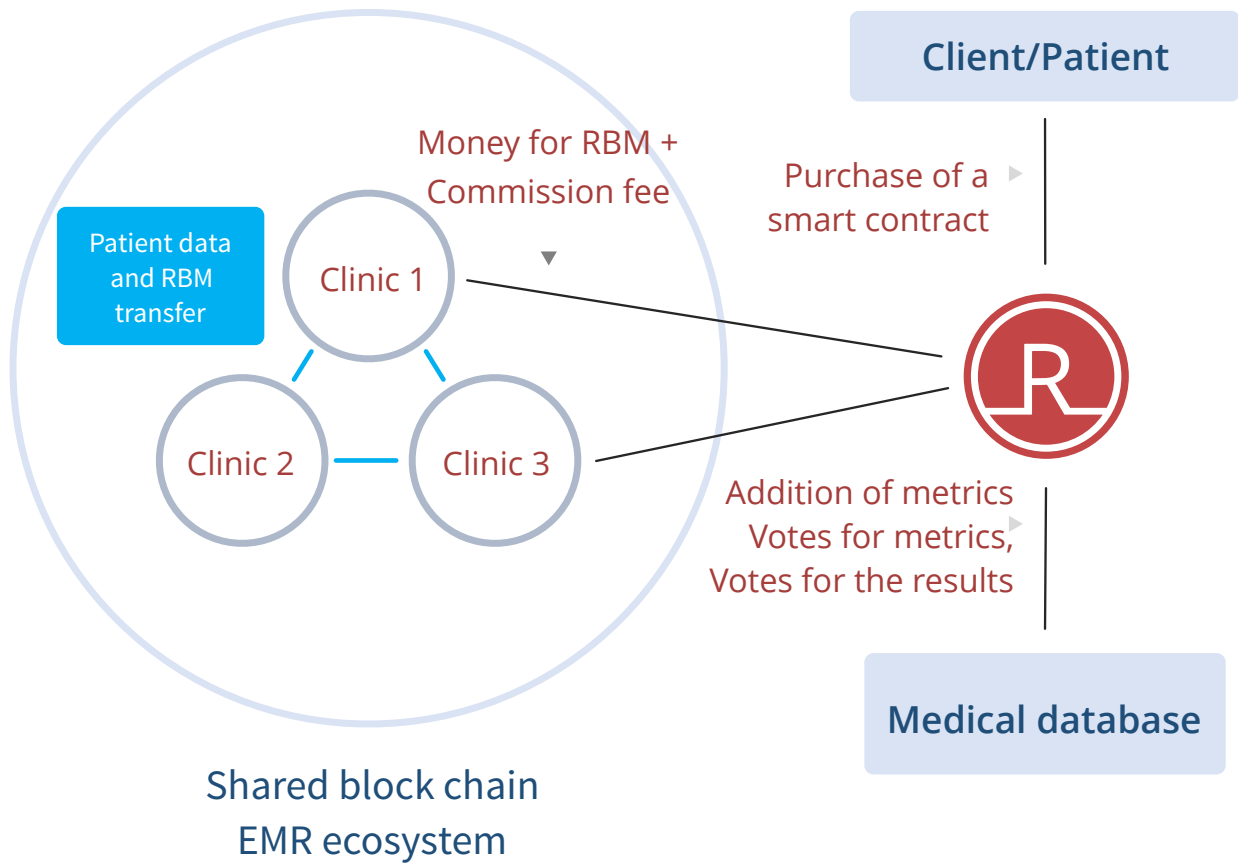 Client/Patient
Money for RBM +
Commission fee
Purchase of a
smart contract
Patient data
and RBM
transfer
Clinic 1
R
Clinic 2
Clinic 3
Addition of metrics
Votes for metrics,
Votes for the results
Medical database
Shared block chain
EMR ecosystem